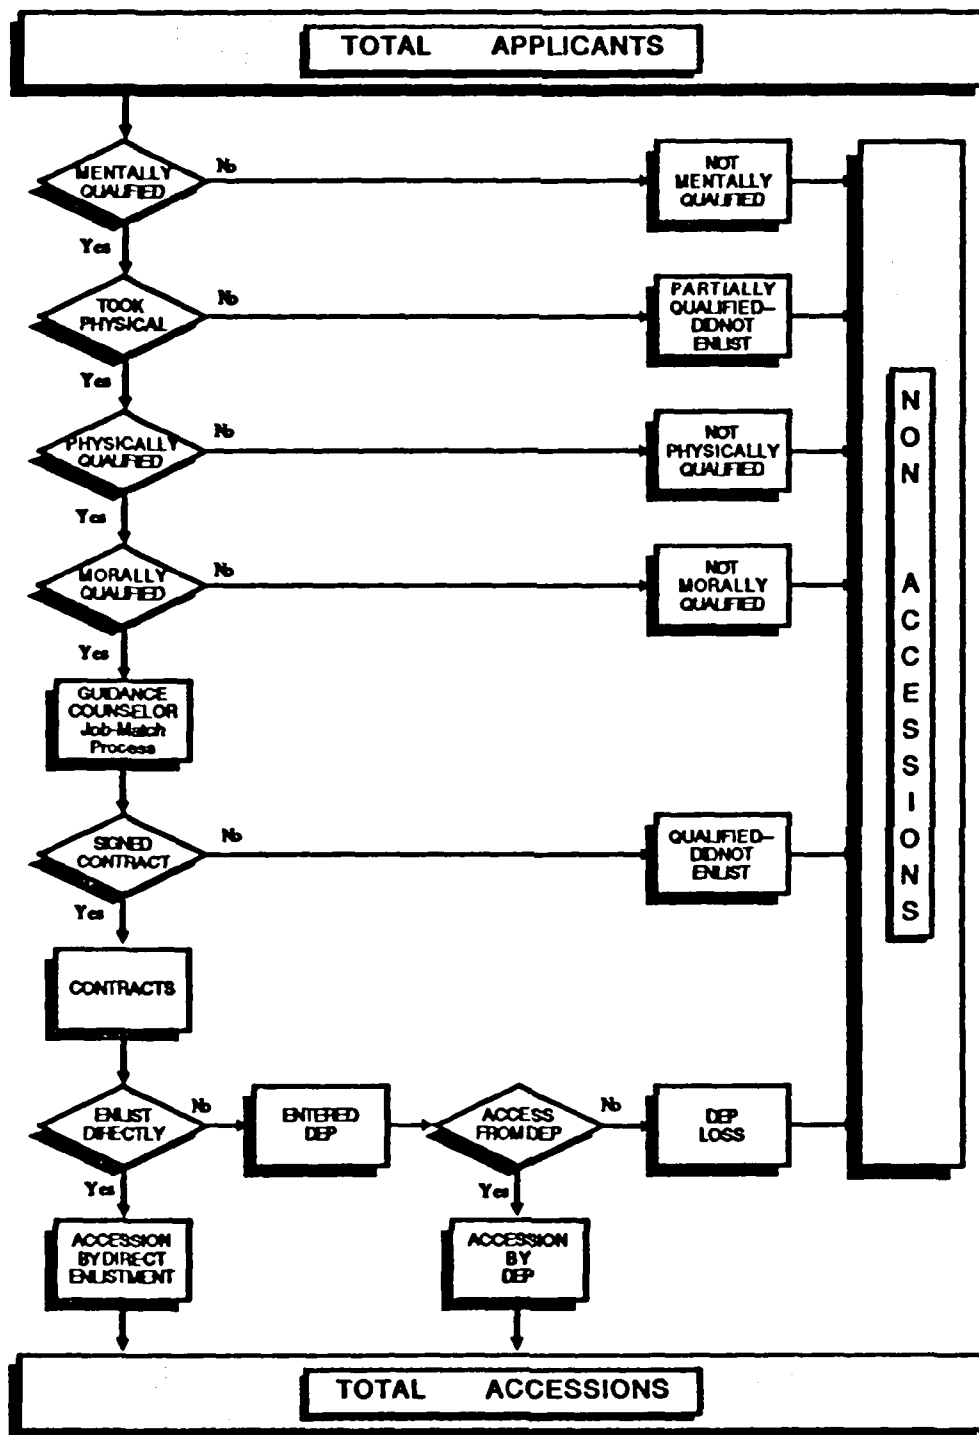 TOTAL APPLICANTS
MENTALLY
QUALIFIED
No
NOT
MENTALLY
QUALIFIED
Yes
TOOK
PHYSICAL
No
PARTIALLY
QUALIFIED–
DIDNOT
ENLIST
Yes
PHYSICALLY
QUALIFIED
No
NOT
PHYSICALLY
QUALIFIED
Yes
MORALLY
QUALIFIED
No
NOT
MORALLY
QUALIFIED
Yes
GUIDANCE
COUNSELOR
Job-Match
Process
SIGNED
CONTRACT
No
QUALIFIED–
DIDNOT
ENLIST
Yes
CONTRACTS
ENLIST
DIRECTLY
No
ENTERED
DEP
ACCESS
FROM DEP
No
DEP
LOSS
Yes
Yes
ACCESSION
BY DIRECT
ENLISTMENT
ACCESSION
BY
DEP
NON ACCESSIONS
TOTAL ACCESSIONS